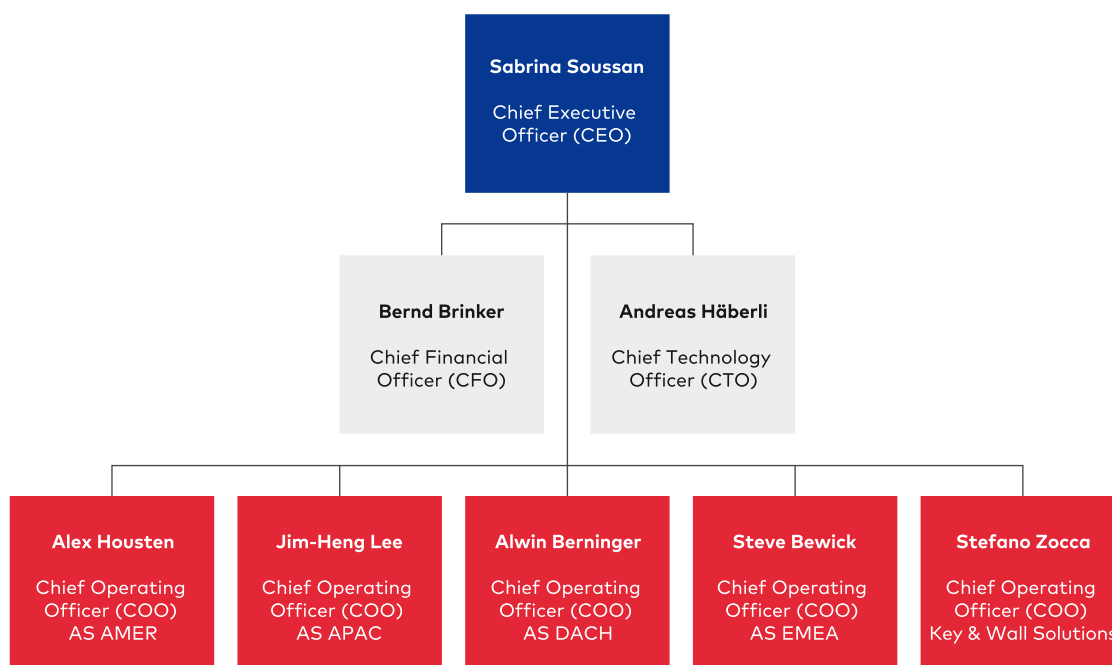 Sabrina Soussan
Chief Executive
Officer (CEO)
Bernd Brinker
Chief Financial
Officer (CFO)
Andreas Häberli
Chief Technology
Officer (CTO)
Alex Housten
Chief Operating
Officer (COO)
AS AMER
Jim-Heng Lee
Chief Operating
Officer (COO)
AS APAC
Alwin Berninger
Chief Operating
Officer (COO)
AS DACH
Steve Bewick
Chief Operating
Officer (COO)
AS EMEA
Stefano Zocca
Chief Operating
Officer (COO)
Key & Wall Solutions